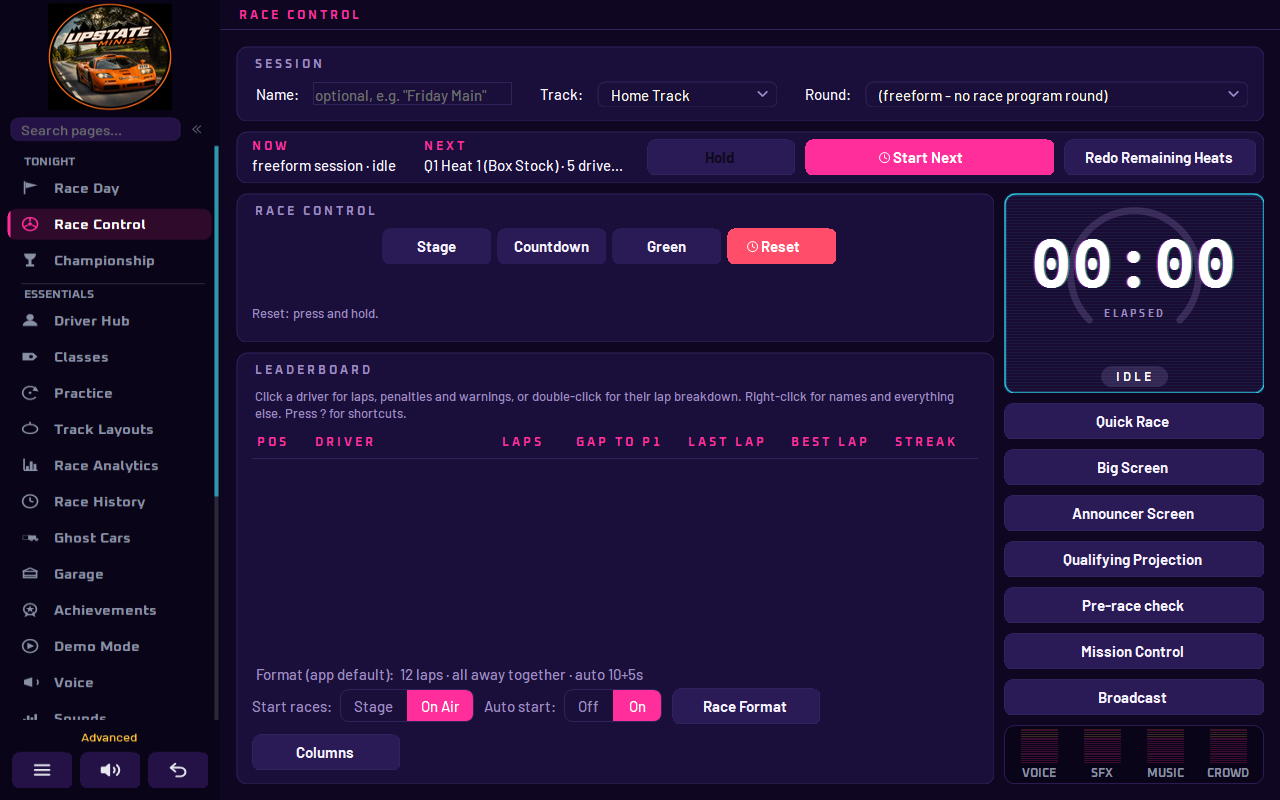 UPSTATE
MINIZ
Search pages...
TONIGHT
Race Day
Race Control
Championship
ESSENTIALS
Driver Hub
Classes
Practice
Track Layouts
Race Analytics
Race History
Ghost Cars
Garage
Achievements
Demo Mode
Voice
Sounds
Advanced
RACE CONTROL
SESSION
Name: optional, e.g. "Friday Main" Track: Home Track Round: (freeform - no race program round)
NOW
freeform session · idle
NEXT
Q1 Heat 1 (Box Stock) · 5 drive...
Hold
Start Next
Redo Remaining Heats
RACE CONTROL
Stage Countdown Green Reset
Reset: press and hold.
00:00
ELAPSED
IDLE
LEADERBOARD
Click a driver for laps, penalties and warnings, or double-click for their lap breakdown. Right-click for names and everything
else. Press ? for shortcuts.
POS DRIVER LAPS GAP TO P1 LAST LAP BEST LAP STREAK
Format (app default): 12 laps · all away together · auto 10+5s
Start races: Stage On Air Auto start: Off On Race Format
Columns
Quick Race
Big Screen
Announcer Screen
Qualifying Projection
Pre-race check
Mission Control
Broadcast
VOICE SFX MUSIC CROWD